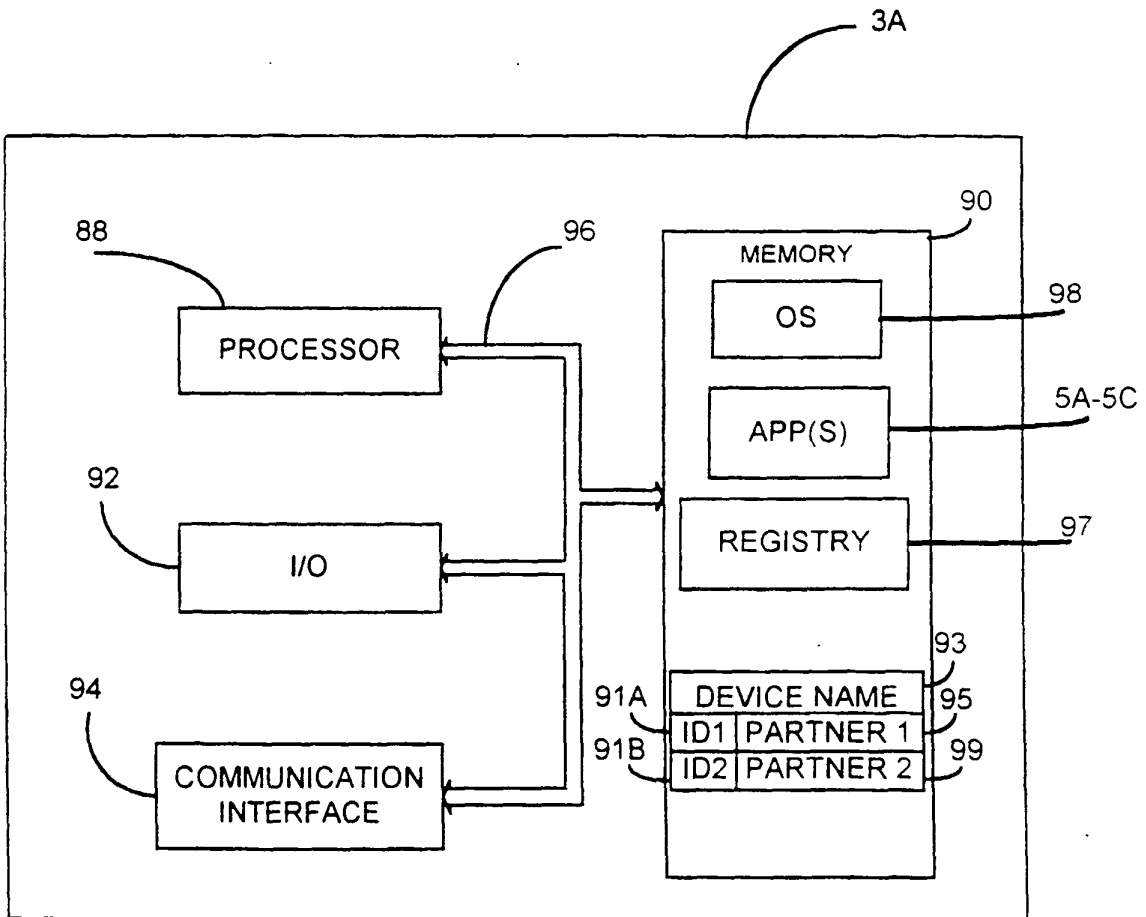 3A
90
88
96
MEMORY
OS
98
PROCESSOR
5A-5C
APP(S)
92
REGISTRY
97
I/O
93
94
91A
DEVICE NAME
95
ID1 PARTNER 1
91B
ID2 PARTNER 2
99
COMMUNICATION
INTERFACE